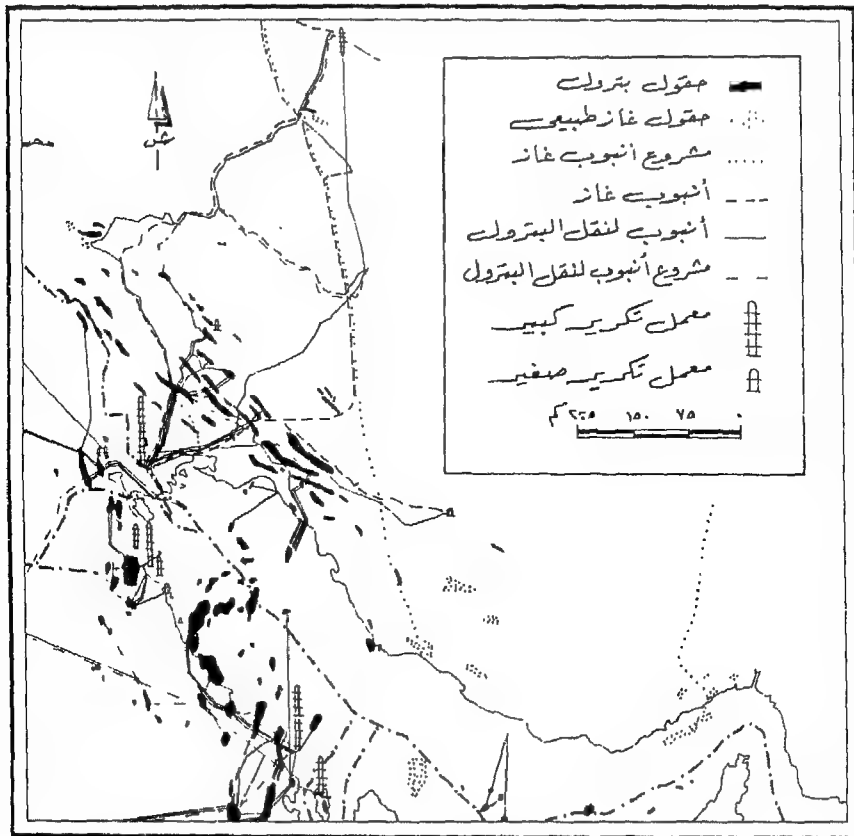 حقول بترول
حقول غاز طبيعى
مشروع أنبوب غاز
أنبوب غاز
أنبوب لنقل البترول
مشروع أنبوب لنقل البترول
معمل تكرير كبير
معمل تكرير صغير
٠ ٧٥ ١٥٠ ٢٢٥ كم